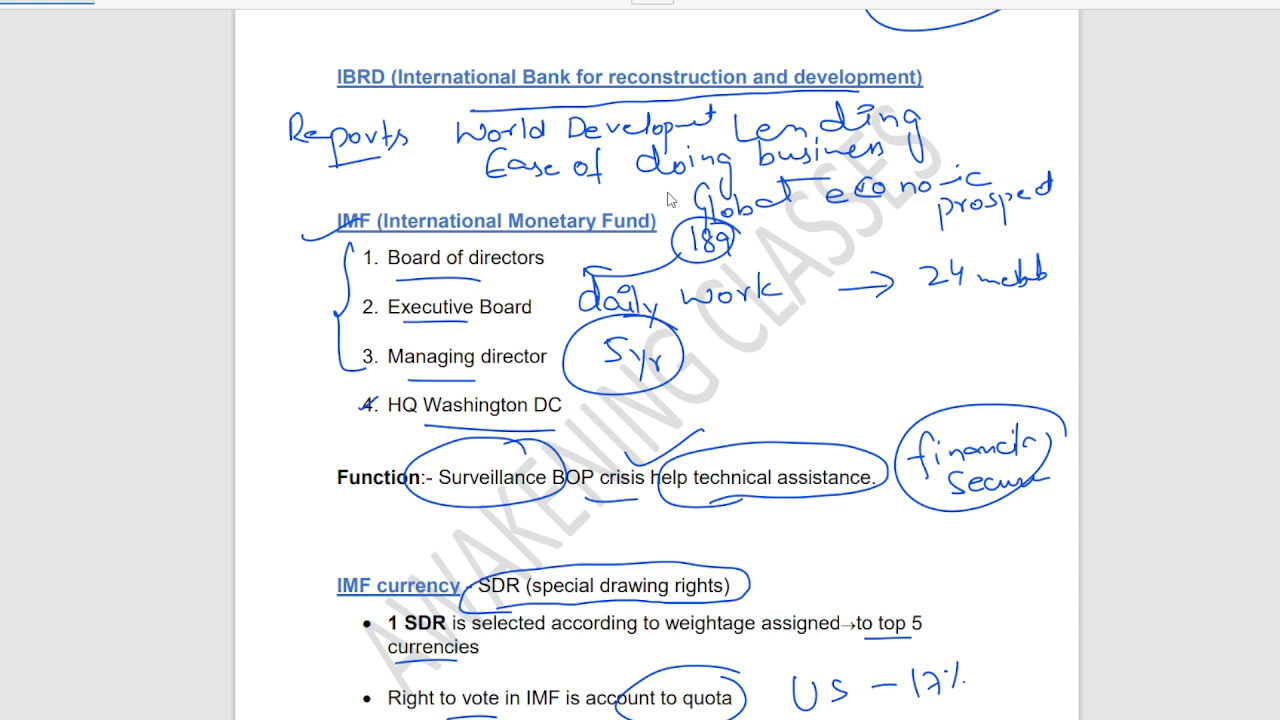 IBRD (International Bank for reconstruction and development)
Reports World Development Lending
Ease of doing business
Global economic
prospect
IMF (International Monetary Fund)
189
1. Board of directors
daily work → 24
2. Executive Board
3. Managing director
5 yr
4. HQ Washington DC
financial
Function:- Surveillance BOP crisis help technical assistance.
AWAKENING CLASSES
IMF currency - SDR (special drawing rights)
• 1 SDR is selected according to weightage assigned→to top 5
currencies
• Right to vote in IMF is account to quota
US - 17%